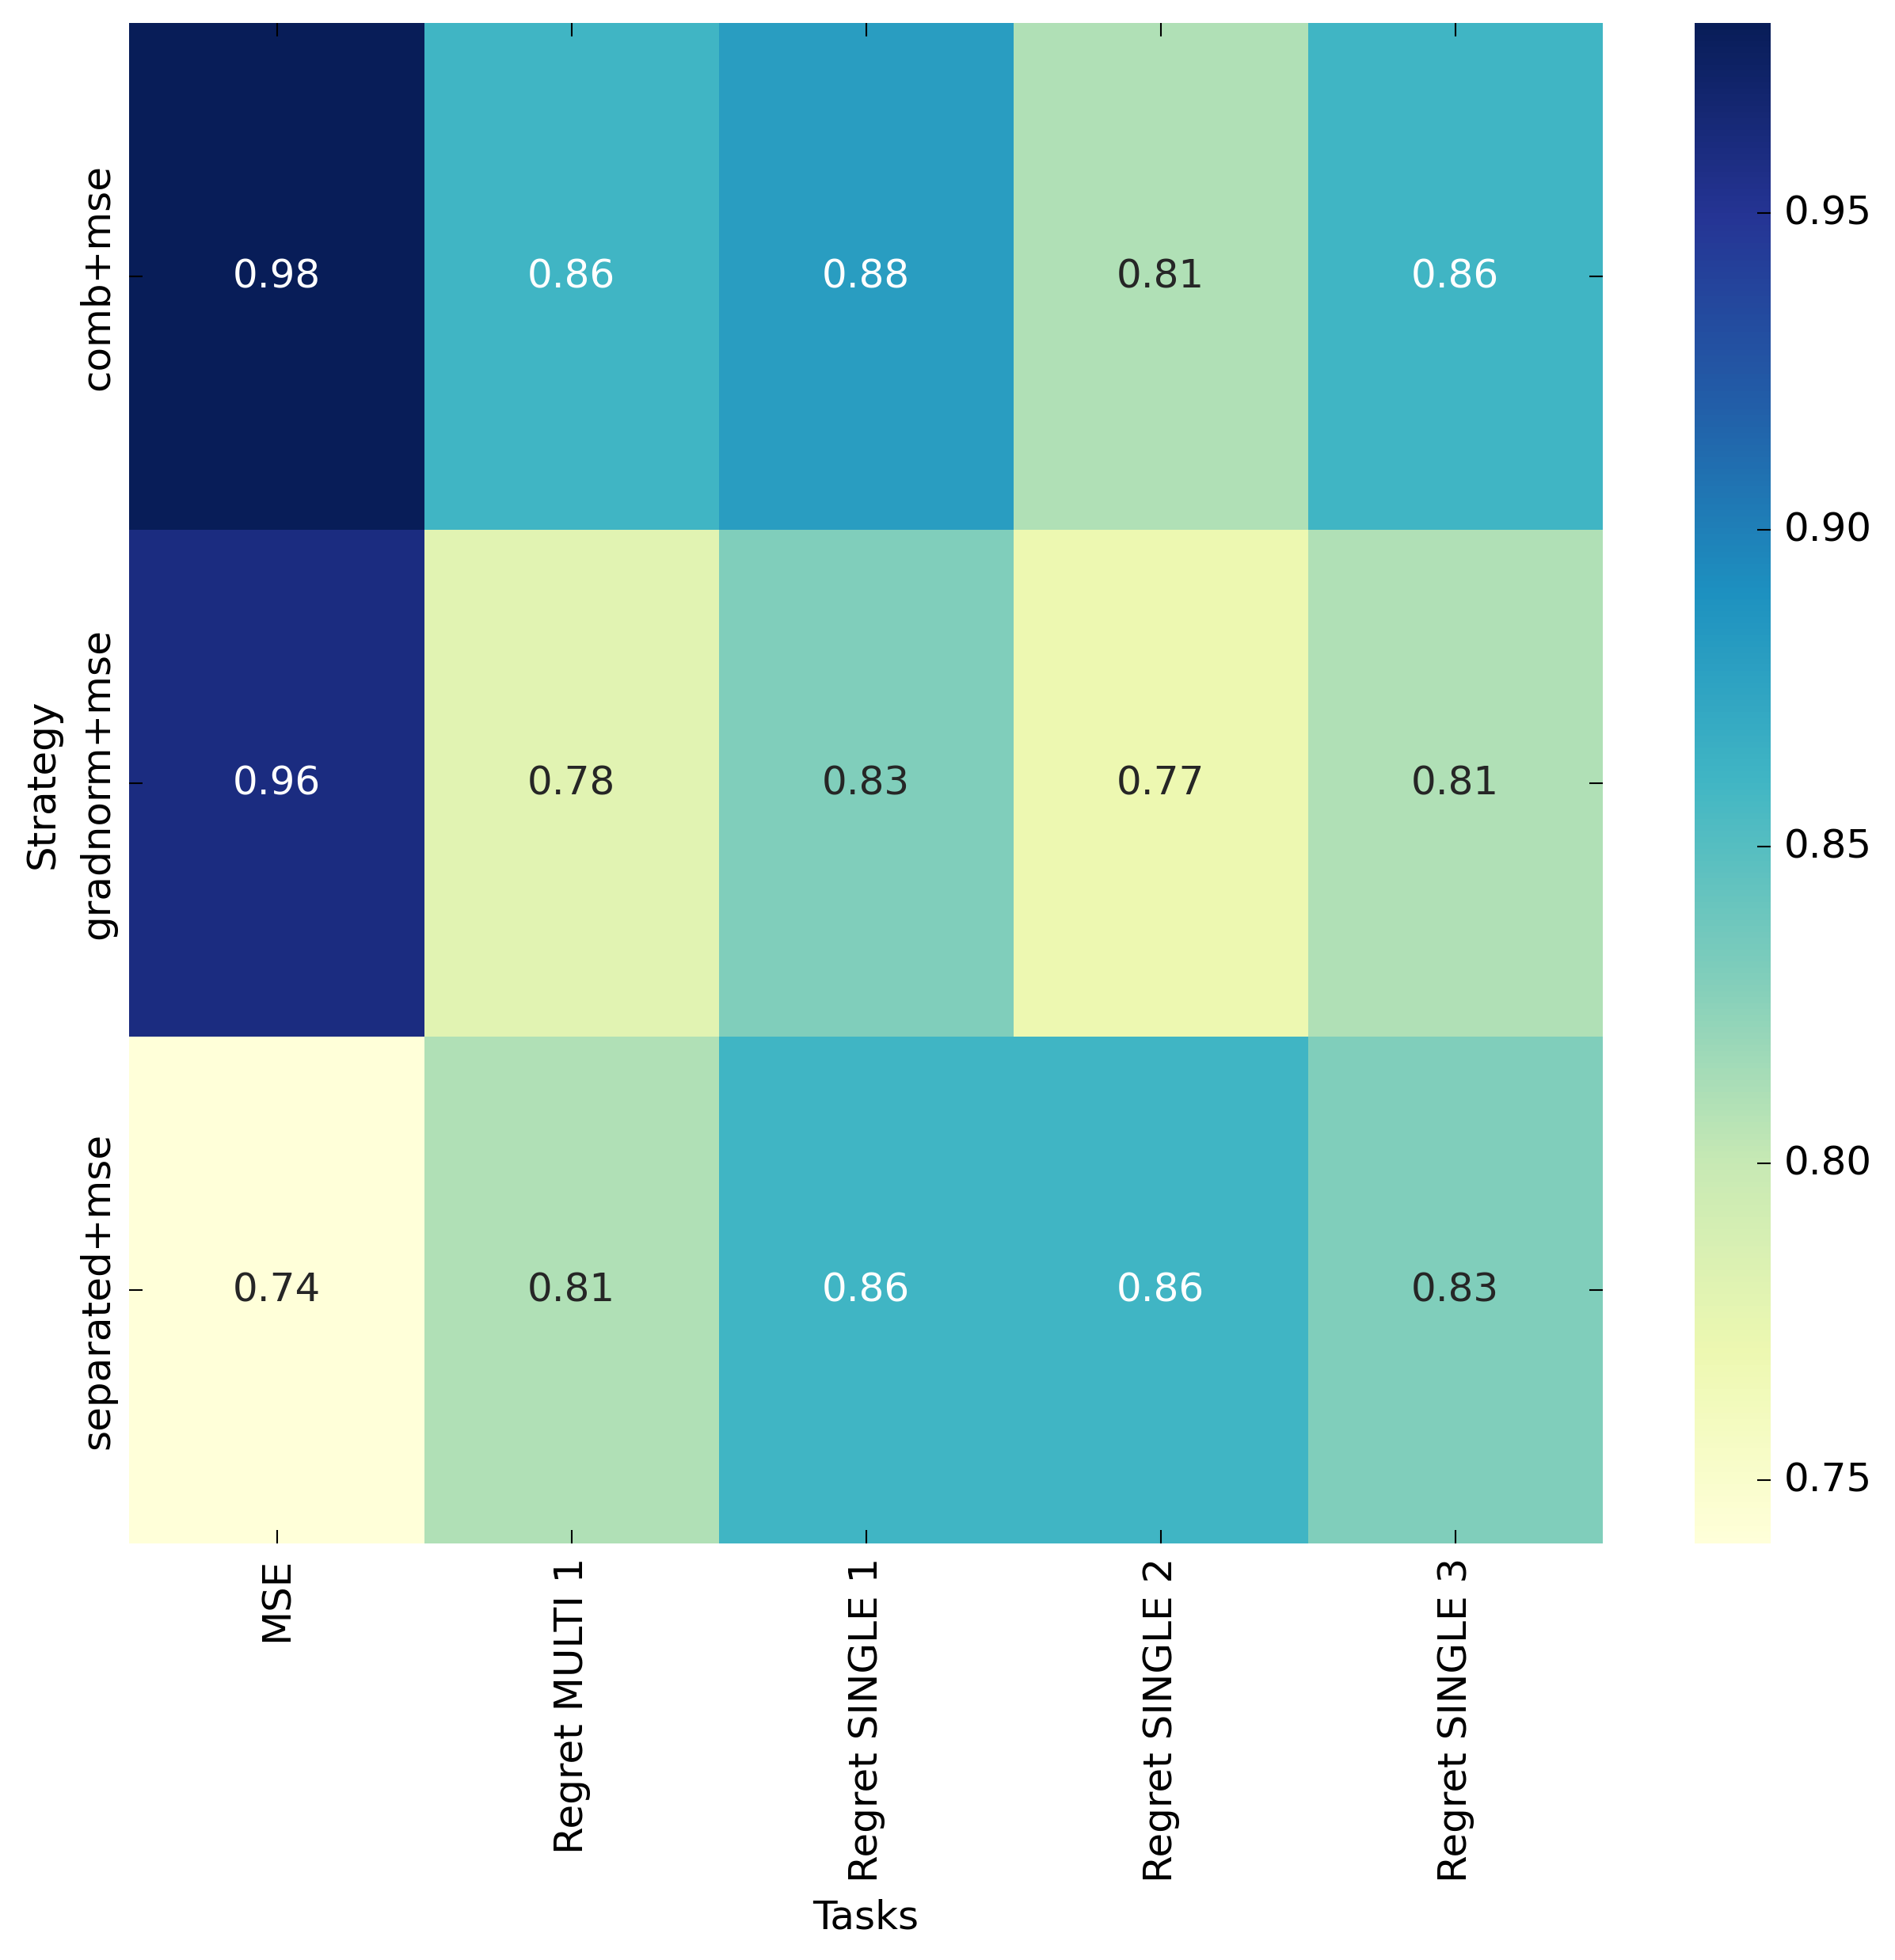 Strategy
comb+mse
0.98 0.86 0.88 0.81 0.86
gradnorm+mse
0.96 0.78 0.83 0.77 0.81
separated+mse
0.74 0.81 0.86 0.86 0.83
MSE
Regret MULTI 1
Regret SINGLE 1
Regret SINGLE 2
Regret SINGLE 3
Tasks
0.95
0.90
0.85
0.80
0.75